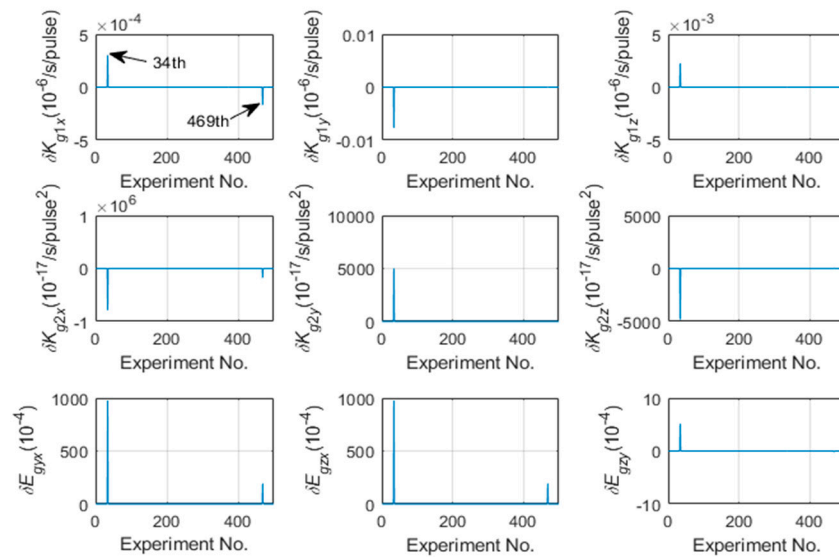 ×10⁻⁴
5
0
-5
δK_g1x(10⁻⁶/s/pulse)
34th
469th
0 200 400
Experiment No.
0.01
0
-0.01
δK_g1y(10⁻⁶/s/pulse)
0 200 400
Experiment No.
×10⁻³
5
0
-5
δK_g1z(10⁻⁶/s/pulse)
0 200 400
Experiment No.
×10⁶
1
0
-1
δK_g2x(10⁻¹⁷/s/pulse²)
0 200 400
Experiment No.
10000
5000
0
δK_g2y(10⁻¹⁷/s/pulse²)
0 200 400
Experiment No.
5000
0
-5000
δK_g2z(10⁻¹⁷/s/pulse²)
0 200 400
Experiment No.
1000
500
0
δE_gyx(10⁻⁴)
0 200 400
Experiment No.
1000
500
0
δE_gzx(10⁻⁴)
0 200 400
Experiment No.
10
0
-10
δE_gzy(10⁻⁴)
0 200 400
Experiment No.